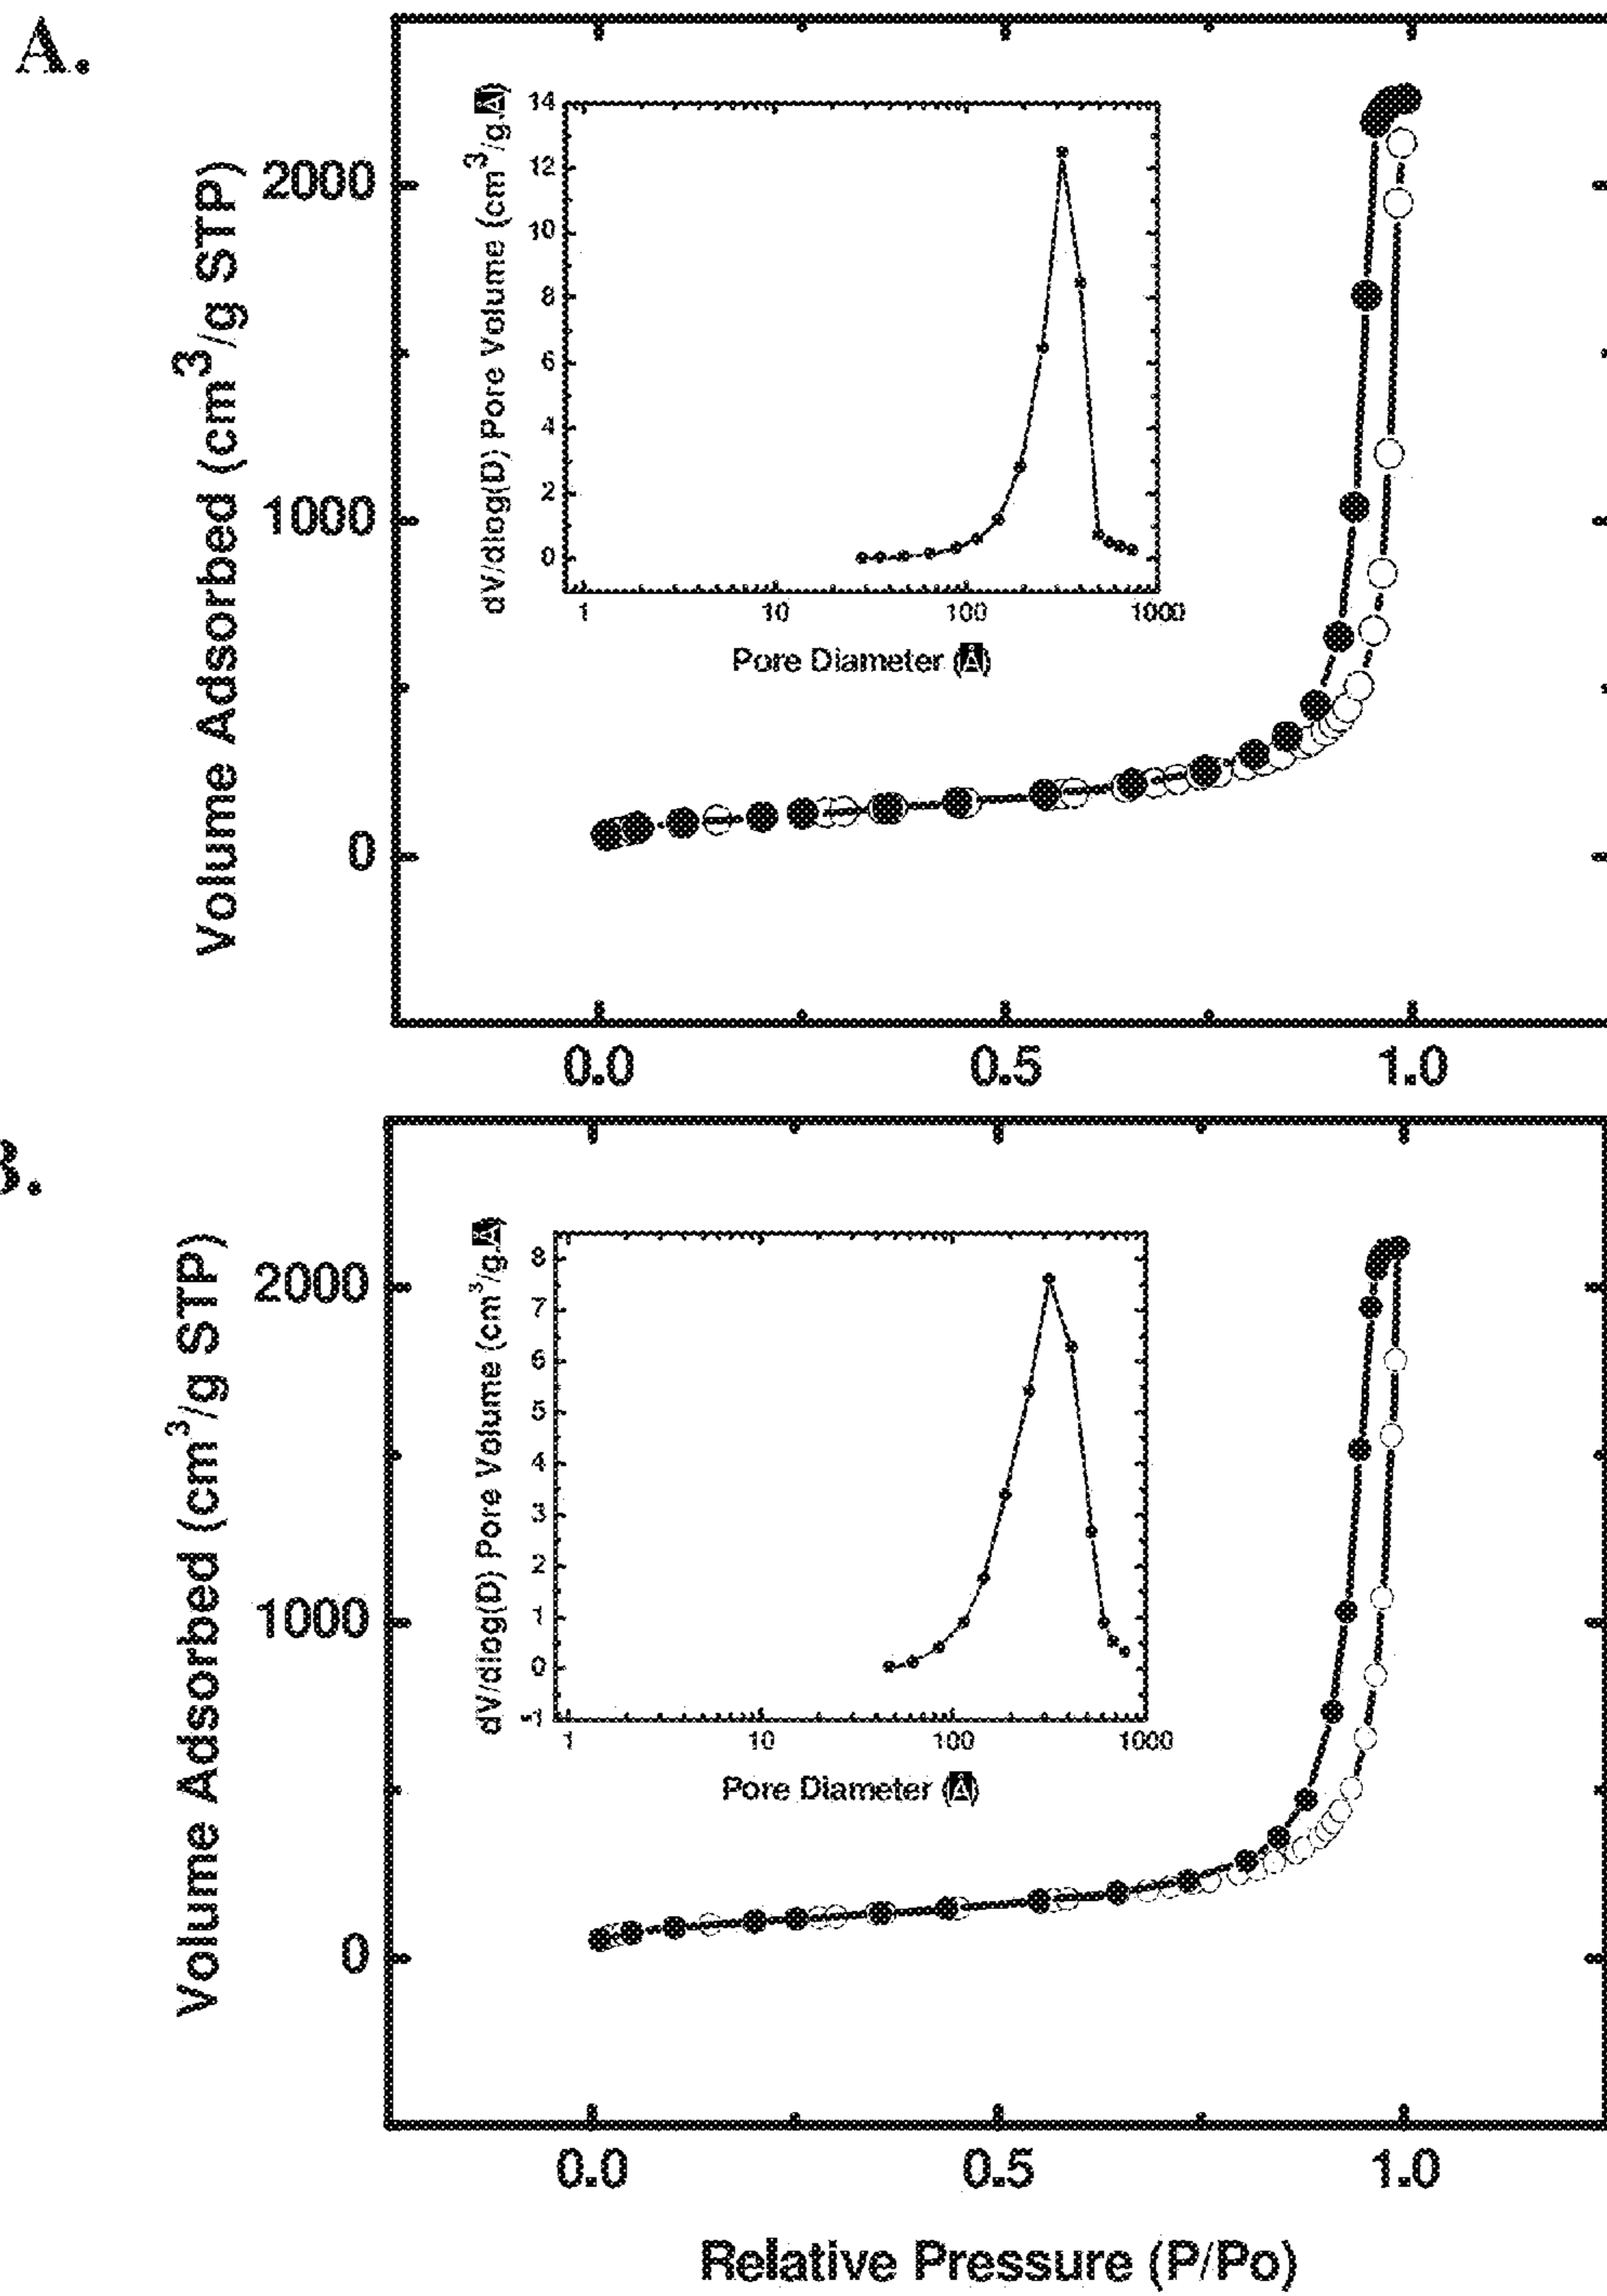 A.
Volume Adsorbed (cm³/g STP)
2000
1000
0
dV/dlog(D) Pore Volume (cm³/g.Å)
14
12
10
8
6
4
2
0
1 10 100 1000
Pore Diameter (Å)
0.0 0.5 1.0
B.
Volume Adsorbed (cm³/g STP)
2000
1000
0
dV/dlog(D) Pore Volume (cm³/g.Å)
8
7
6
5
4
3
2
1
0
-1
1 10 100 1000
Pore Diameter (Å)
0.0 0.5 1.0
Relative Pressure (P/Po)